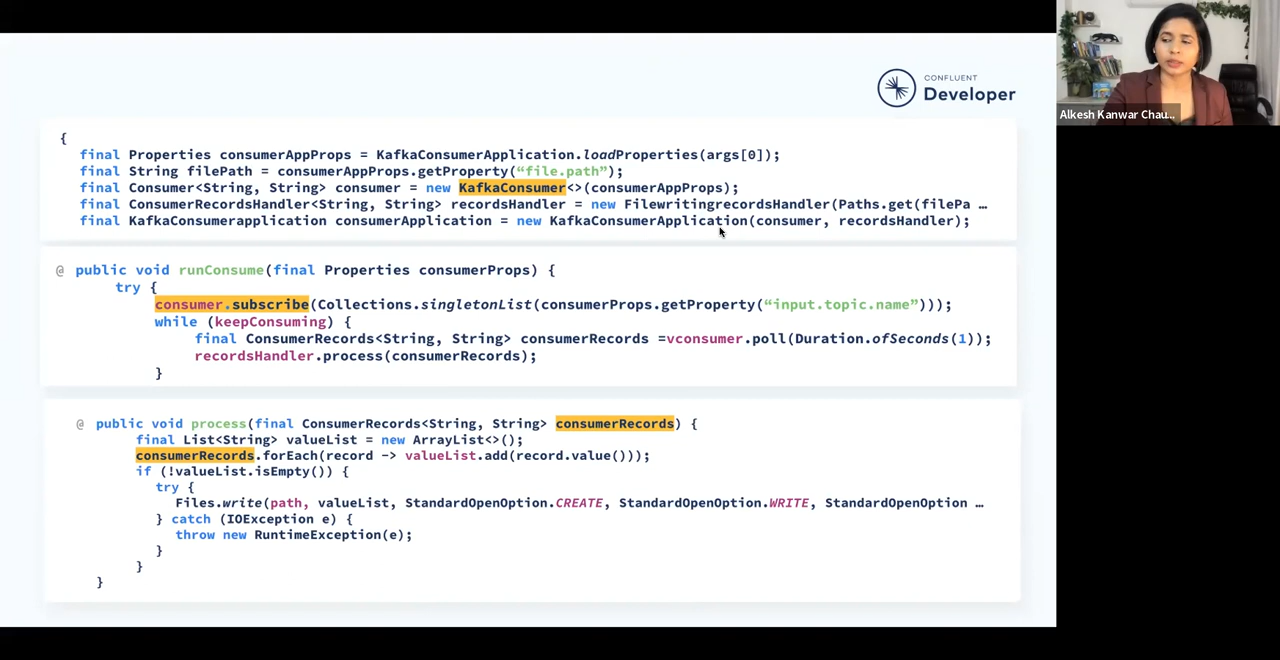 CONFLUENT
Developer
Alkesh Kanwar Chau...
{
final Properties consumerAppProps = KafkaConsumerApplication.loadProperties(args[0]);
final String filePath = consumerAppProps.getProperty(“file.path”);
final Consumer<String, String> consumer = new KafkaConsumer<>(consumerAppProps);
final ConsumerRecordsHandler<String, String> recordsHandler = new FilewritingrecordsHandler(Paths.get(filePa …
final KafkaConsumerapplication consumerApplication = new KafkaConsumerApplication(consumer, recordsHandler);
@ public void runConsume(final Properties consumerProps) {
try {
consumer.subscribe(Collections.singletonList(consumerProps.getProperty(“input.topic.name”)));
while (keepConsuming) {
final ConsumerRecords<String, String> consumerRecords =vconsumer.poll(Duration.ofSeconds(1));
recordsHandler.process(consumerRecords);
}
@ public void process(final ConsumerRecords<String, String> consumerRecords) {
final List<String> valueList = new ArrayList<>();
consumerRecords.forEach(record -> valueList.add(record.value()));
if (!valueList.isEmpty()) {
try {
Files.write(path, valueList, StandardOpenOption.CREATE, StandardOpenOption.WRITE, StandardOpenOption …
} catch (IOException e) {
throw new RuntimeException(e);
}
}
}